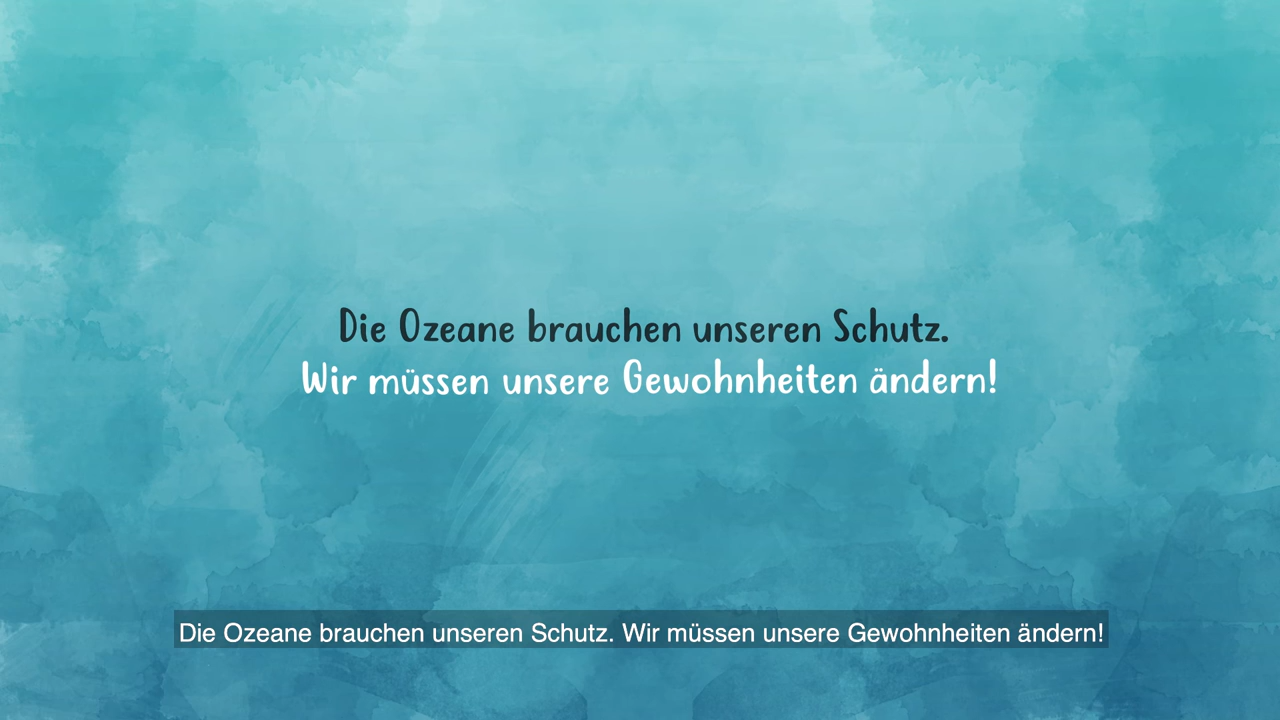 Die Ozeane brauchen unseren Schutz.
Wir müssen unsere Gewohnheiten ändern!
Die Ozeane brauchen unseren Schutz. Wir müssen unsere Gewohnheiten ändern!